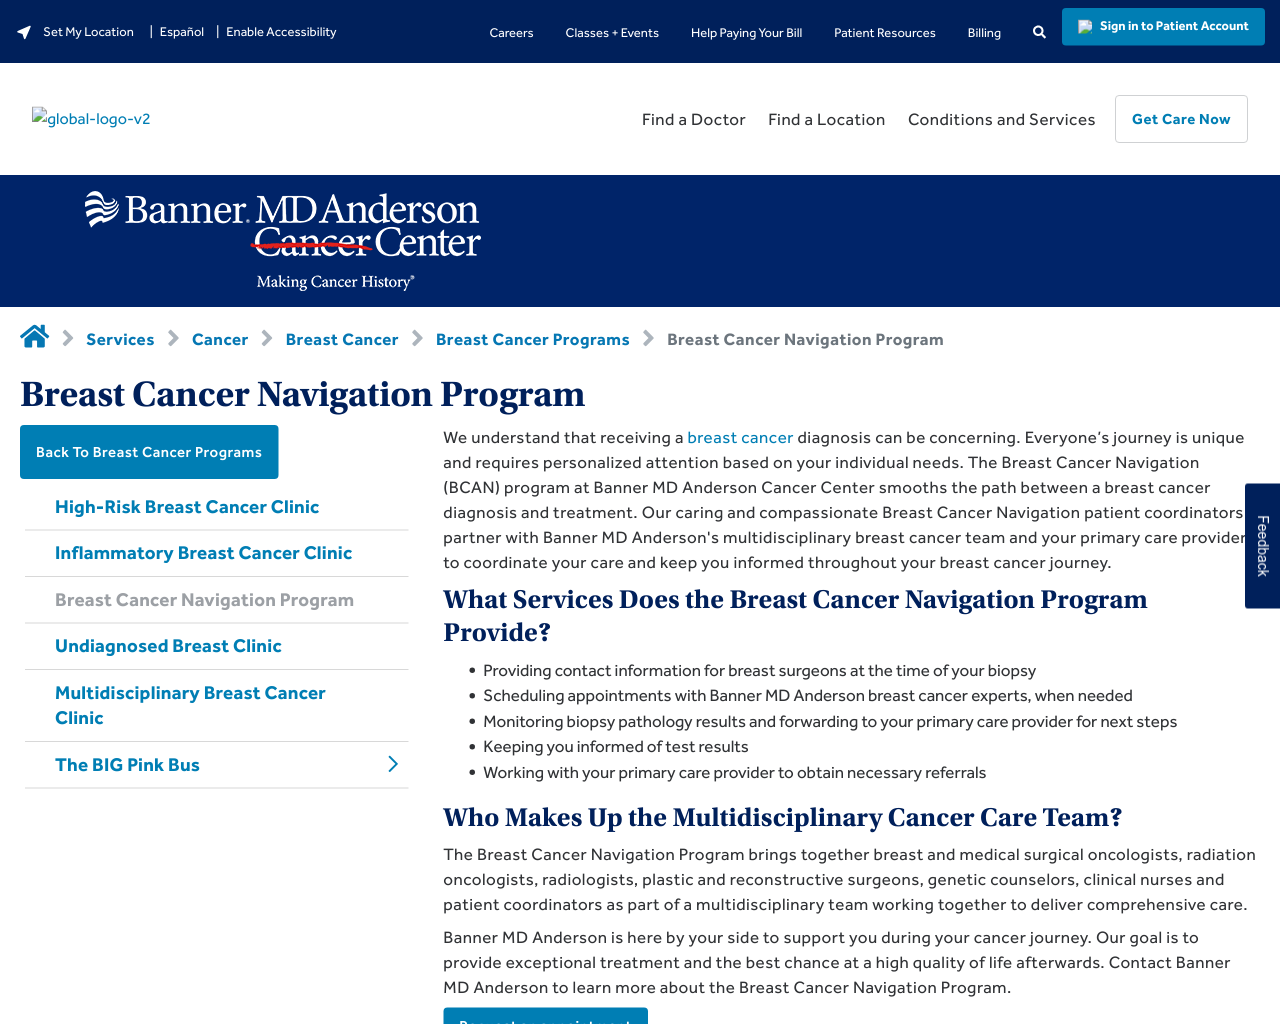 Set My Location | Español | Enable Accessibility
Careers Classes + Events Help Paying Your Bill Patient Resources Billing Sign in to Patient Account
global-logo-v2
Find a Doctor Find a Location Conditions and Services Get Care Now
Banner MD Anderson
Cancer Center
Making Cancer History®
Services Cancer Breast Cancer Breast Cancer Programs Breast Cancer Navigation Program
Breast Cancer Navigation Program
Back To Breast Cancer Programs
High-Risk Breast Cancer Clinic
Inflammatory Breast Cancer Clinic
Breast Cancer Navigation Program
Undiagnosed Breast Clinic
Multidisciplinary Breast Cancer
Clinic
The BIG Pink Bus
We understand that receiving a breast cancer diagnosis can be concerning. Everyone’s journey is unique
and requires personalized attention based on your individual needs. The Breast Cancer Navigation
(BCAN) program at Banner MD Anderson Cancer Center smooths the path between a breast cancer
diagnosis and treatment. Our caring and compassionate Breast Cancer Navigation patient coordinators
partner with Banner MD Anderson's multidisciplinary breast cancer team and your primary care provider
to coordinate your care and keep you informed throughout your breast cancer journey.
What Services Does the Breast Cancer Navigation Program
Provide?
• Providing contact information for breast surgeons at the time of your biopsy
• Scheduling appointments with Banner MD Anderson breast cancer experts, when needed
• Monitoring biopsy pathology results and forwarding to your primary care provider for next steps
• Keeping you informed of test results
• Working with your primary care provider to obtain necessary referrals
Who Makes Up the Multidisciplinary Cancer Care Team?
The Breast Cancer Navigation Program brings together breast and medical surgical oncologists, radiation
oncologists, radiologists, plastic and reconstructive surgeons, genetic counselors, clinical nurses and
patient coordinators as part of a multidisciplinary team working together to deliver comprehensive care.
Banner MD Anderson is here by your side to support you during your cancer journey. Our goal is to
provide exceptional treatment and the best chance at a high quality of life afterwards. Contact Banner
MD Anderson to learn more about the Breast Cancer Navigation Program.
Feedback